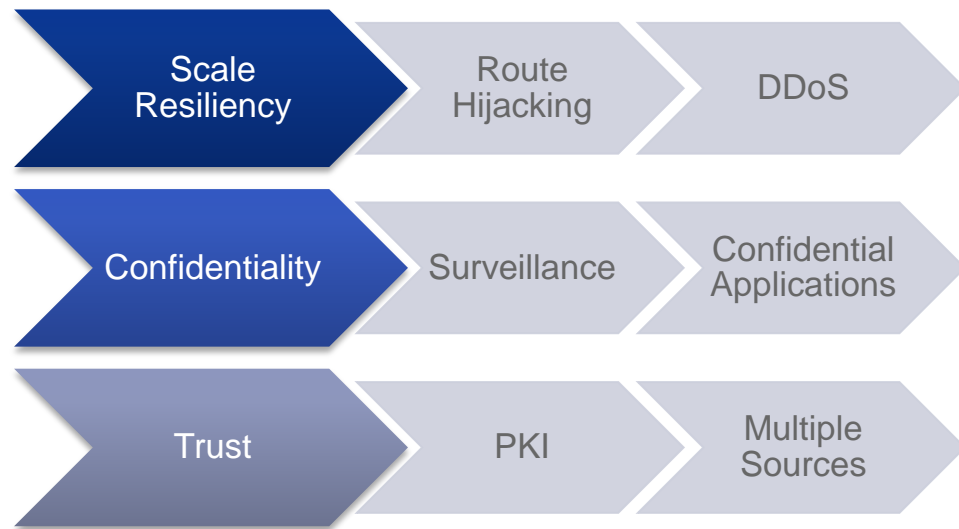 Scale
Resiliency
Route
Hijacking
DDoS
Confidentiality
Surveillance
Confidential
Applications
Trust
PKI
Multiple
Sources